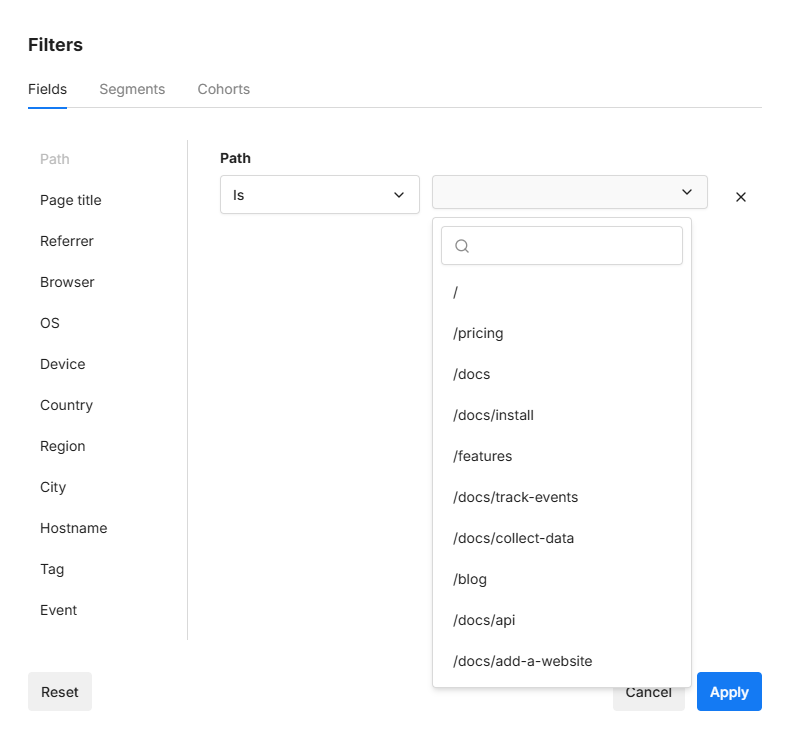 Filters
Fields Segments Cohorts
Path
Page title
Referrer
Browser
OS
Device
Country
Region
City
Hostname
Tag
Event
Path
Is
/
/pricing
/docs
/docs/install
/features
/docs/track-events
/docs/collect-data
/blog
/docs/api
/docs/add-a-website
Reset Cancel Apply